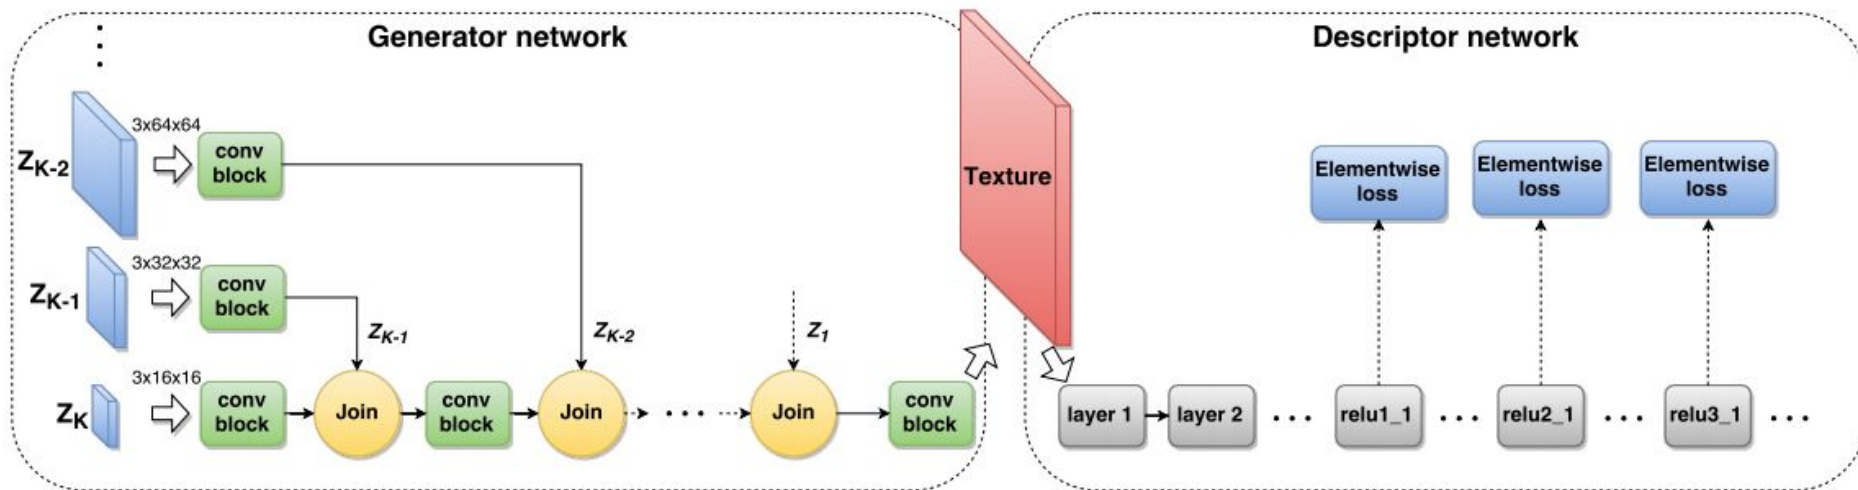 Generator network
Descriptor network
3x64x64
Z_K-2
conv
block
3x32x32
Z_K-1
conv
block
3x16x16
Z_K
conv
block
Join
z_K-1
conv
block
Join
z_K-2
...
Join
z_1
conv
block
Texture
layer 1
layer 2
...
relu1_1
...
relu2_1
...
relu3_1
...
Elementwise
loss
Elementwise
loss
Elementwise
loss